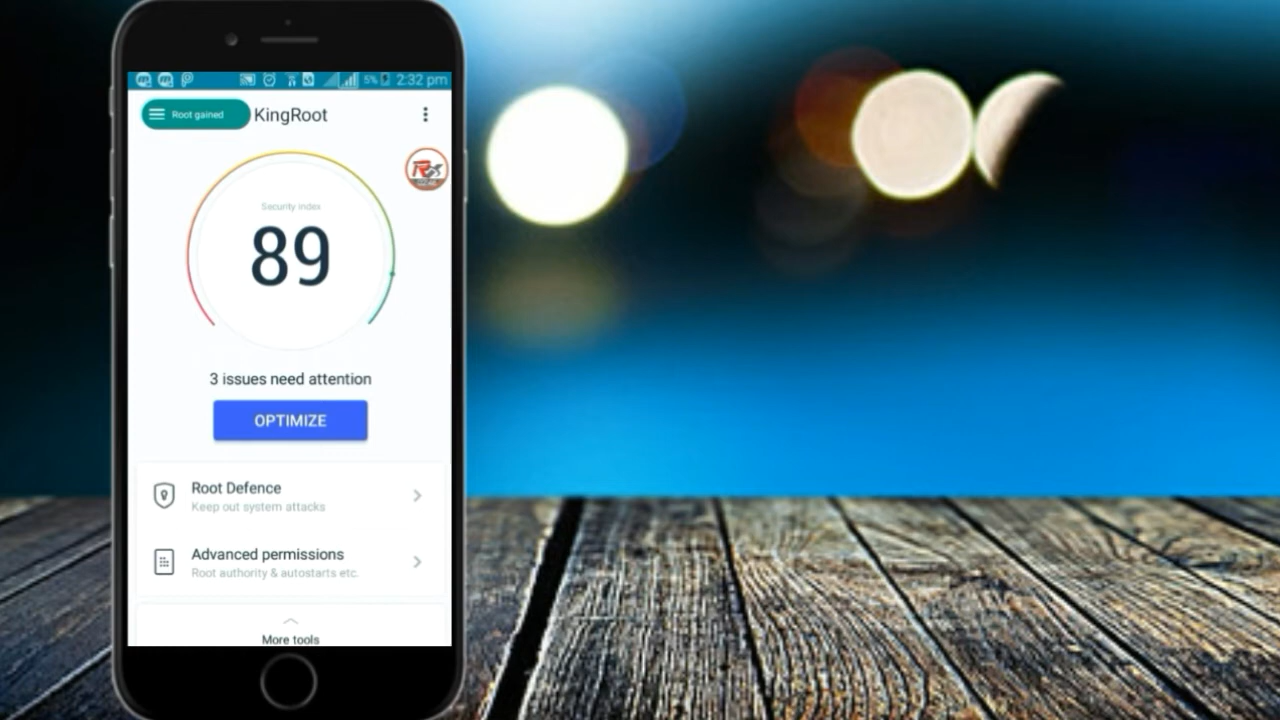 5% 2:32 pm
Root gained KingRoot
Security index
89
3 issues need attention
OPTIMIZE
Root Defence
Keep out system attacks
Advanced permissions
Root authority & autostarts etc.
More tools